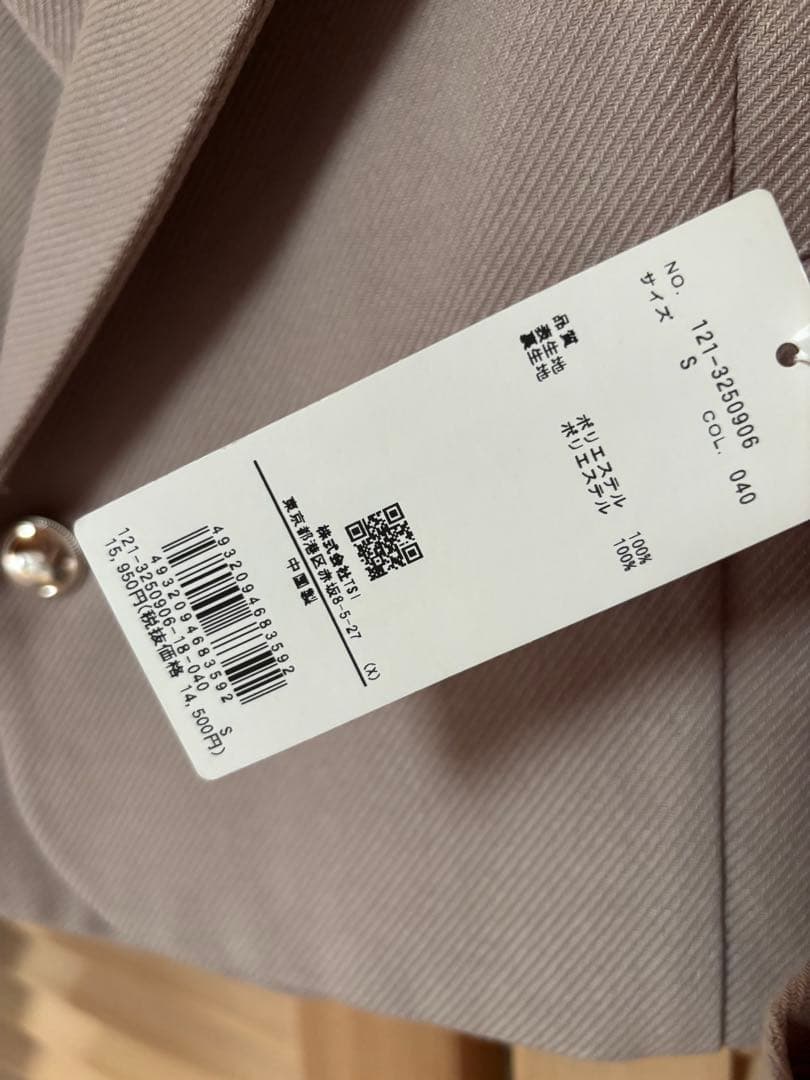 NO. 121-3250906 COL. 040
サイズ S
品質
表生地 ポリエステル 100%
裏生地 ポリエステル 100%
株式会社TSI
東京都港区赤坂8-5-27
中国製 (X)
4932094683592
4932094683592
121-3250906-18-040 S
15,950円(税抜価格 14,500円)